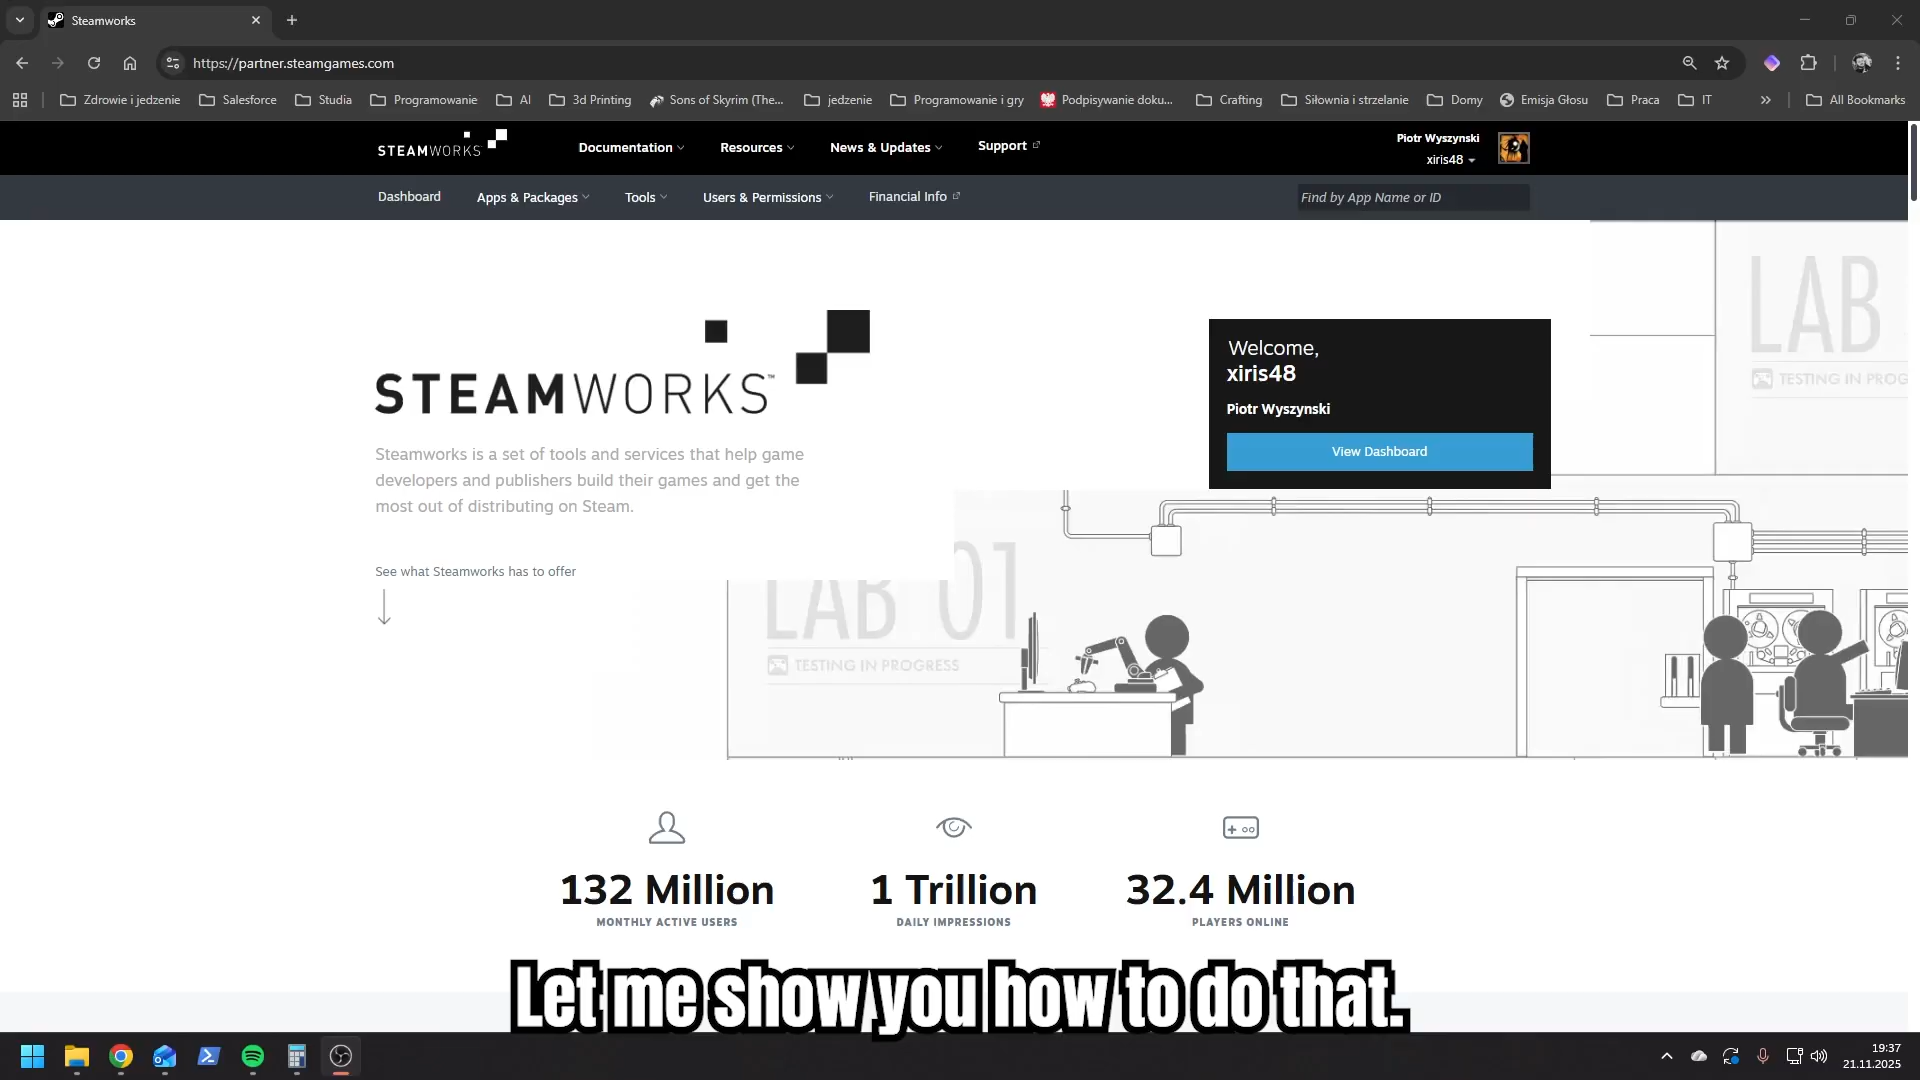 Steamworks
https://partner.steamgames.com
Zdrowie i jedzenie
Salesforce
Studia
Programowanie
AI
3d Printing
Sons of Skyrim (The...
jedzenie
Programowanie i gry
Podpisywanie doku...
Crafting
Siłownia i strzelanie
Domy
Emisja Głosu
Praca
IT
All Bookmarks
STEAMWORKS
Documentation
Resources
News & Updates
Support
Piotr Wyszynski
xiris48
Dashboard
Apps & Packages
Tools
Users & Permissions
Financial Info
Find by App Name or ID
LAB
TESTING IN PROG
STEAMWORKS™
Welcome,
xiris48
Piotr Wyszynski
View Dashboard
Steamworks is a set of tools and services that help game
developers and publishers build their games and get the
most out of distributing on Steam.
See what Steamworks has to offer
LAB 01
TESTING IN PROGRESS
132 Million
MONTHLY ACTIVE USERS
1 Trillion
DAILY IMPRESSIONS
32.4 Million
PLAYERS ONLINE
Let me show you how to do that.
19:37
21.11.2025